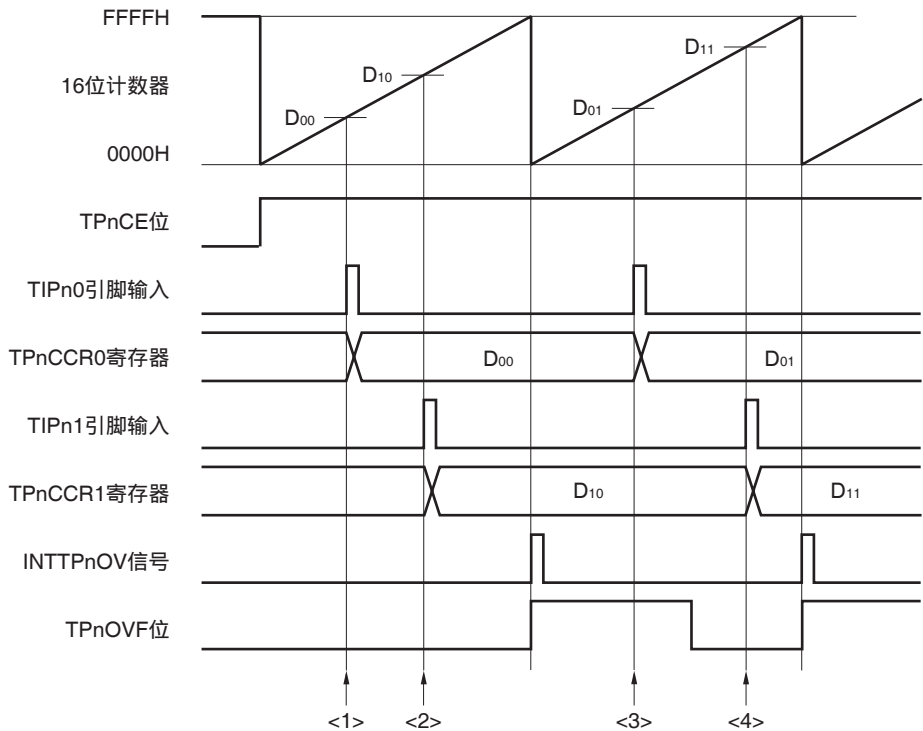 FFFFH
D11
D10
16位计数器
D00
D01
0000H
TPnCE位
TIPn0引脚输入
TPnCCR0寄存器
D00
D01
TIPn1引脚输入
TPnCCR1寄存器
D10
D11
INTTPnOV信号
TPnOVF位
<1>
<2>
<3>
<4>